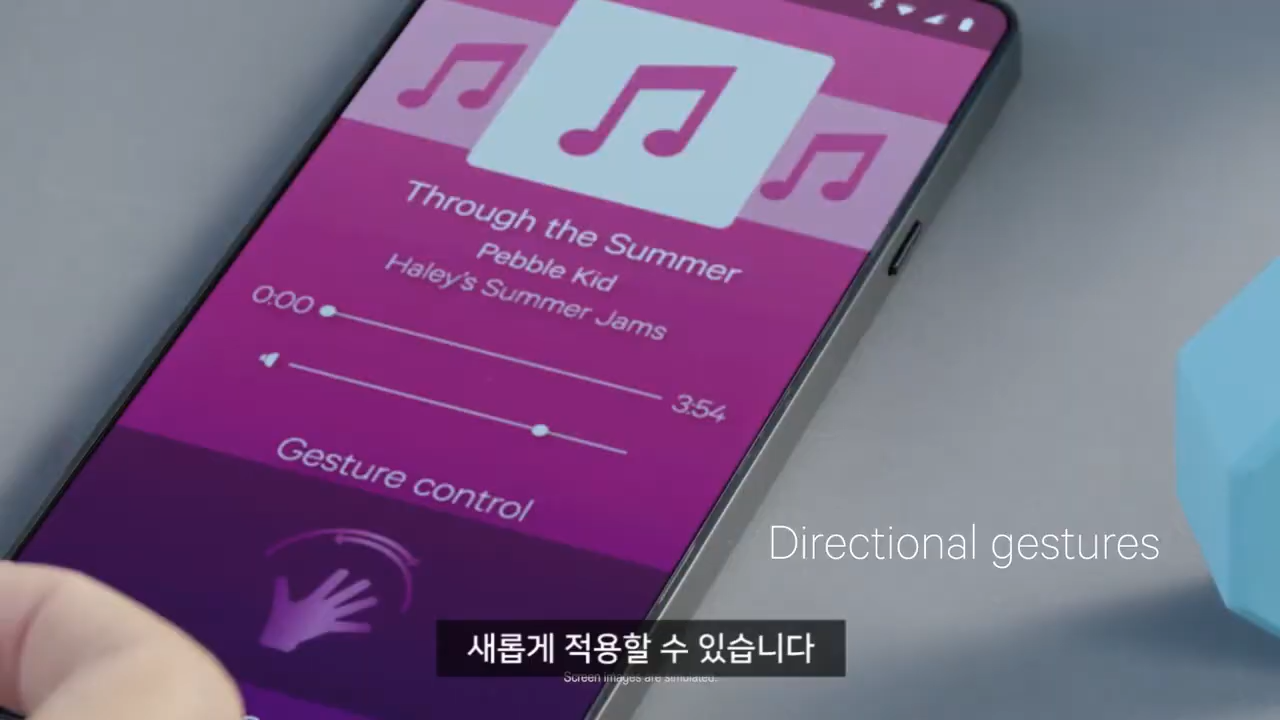 Through the Summer
Pebble Kid
Haley's Summer Jams
0:00
3:54
Gesture control
Directional gestures
새롭게 적용할 수 있습니다
Screen images are simulated.